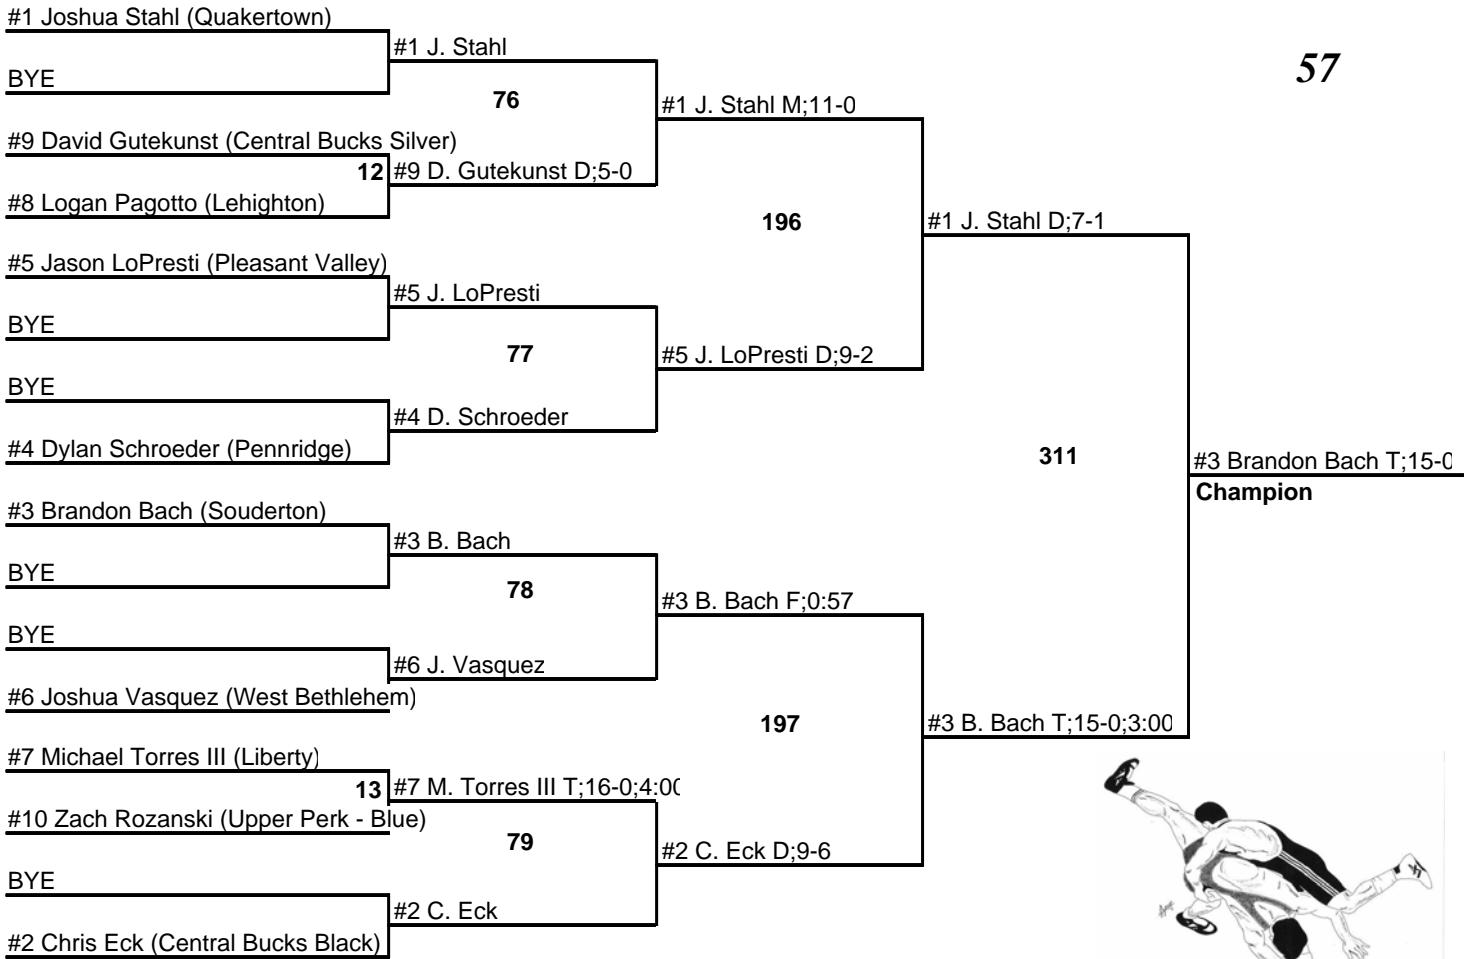 #1 Joshua Stahl (Quakertown)
#1 J. Stahl
57
BYE
76
#1 J. Stahl M;11-0
#9 David Gutekunst (Central Bucks Silver)
12 #9 D. Gutekunst D;5-0
#8 Logan Pagotto (Lehighton)
196
#1 J. Stahl D;7-1
#5 Jason LoPresti (Pleasant Valley)
#5 J. LoPresti
BYE
77
#5 J. LoPresti D;9-2
BYE
#4 D. Schroeder
#4 Dylan Schroeder (Pennridge)
311
#3 Brandon Bach T;15-0
Champion
#3 Brandon Bach (Souderton)
#3 B. Bach
BYE
78
#3 B. Bach F;0:57
BYE
#6 J. Vasquez
#6 Joshua Vasquez (West Bethlehem)
197
#3 B. Bach T;15-0;3:00
#7 Michael Torres III (Liberty)
13 #7 M. Torres III T;16-0;4:00
#10 Zach Rozanski (Upper Perk - Blue)
79
#2 C. Eck D;9-6
BYE
#2 C. Eck
#2 Chris Eck (Central Bucks Black)